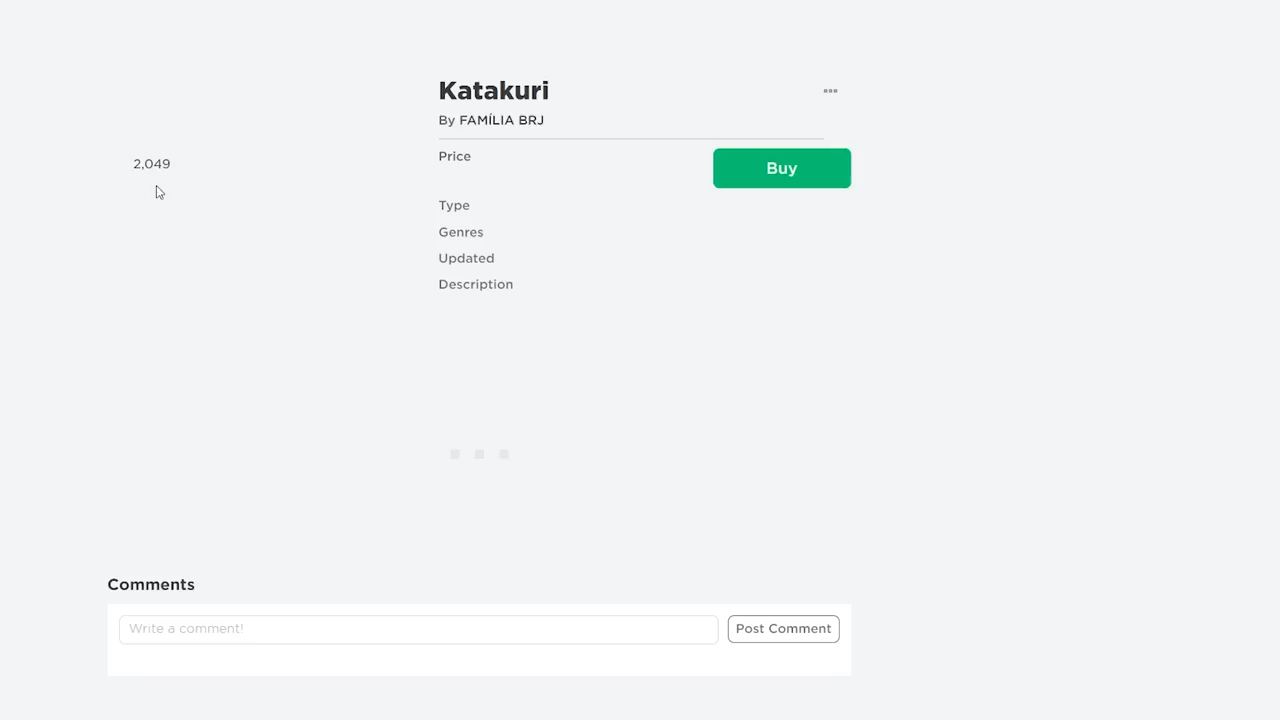 Katakuri
By FAMÍLIA BRJ
2,049
Price
Buy
Type
Genres
Updated
Description
Comments
Write a comment!
Post Comment